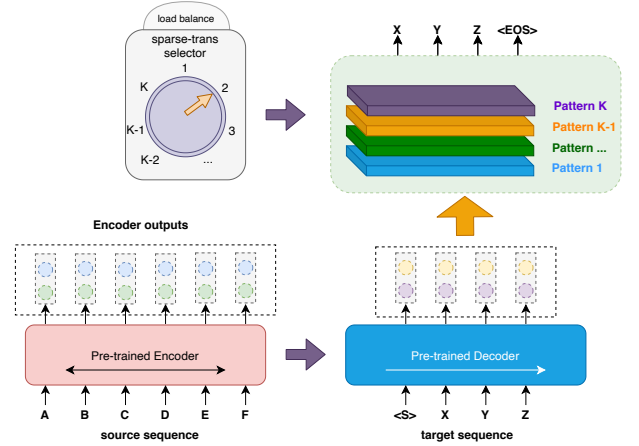 load balance
sparse-trans
selector
1
K
2
K-1
3
K-2
...
X Y Z <EOS>
Pattern K
Pattern K-1
Pattern ...
Pattern 1
Encoder outputs
Pre-trained Encoder
Pre-trained Decoder
A B C D E F
<S> X Y Z
source sequence
target sequence